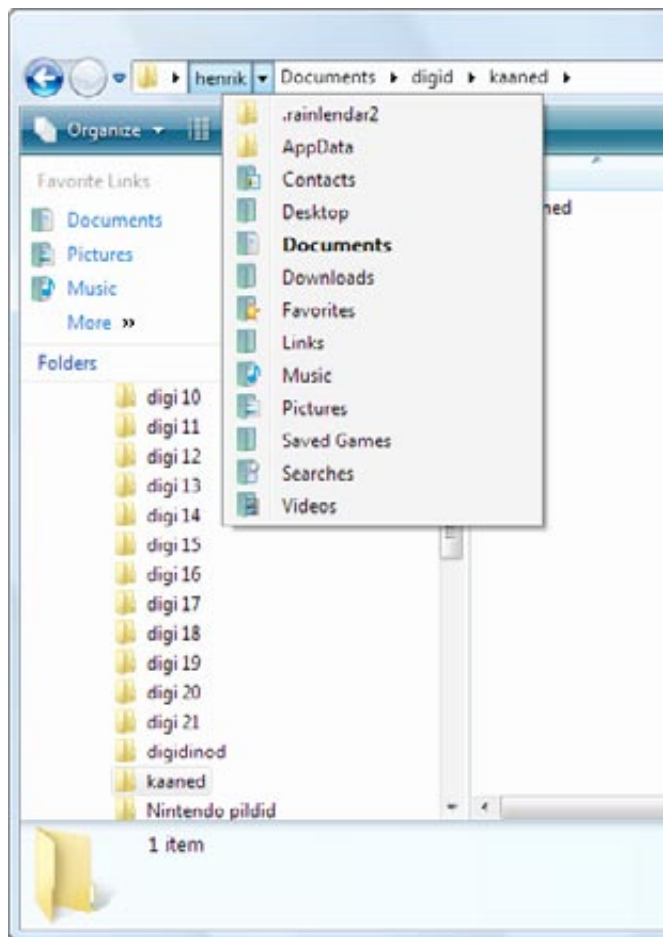 henrik Documents digid kaaned
Organize
.rainlendar2
AppData
Contacts
Desktop
Documents
Downloads
Favorites
Links
Music
Pictures
Saved Games
Searches
Videos
Favorite Links
Documents
Pictures
Music
More »
Folders
digi 10
digi 11
digi 12
digi 13
digi 14
digi 15
digi 16
digi 17
digi 18
digi 19
digi 20
digi 21
digidinod
kaaned
Nintendo pildid
1 item